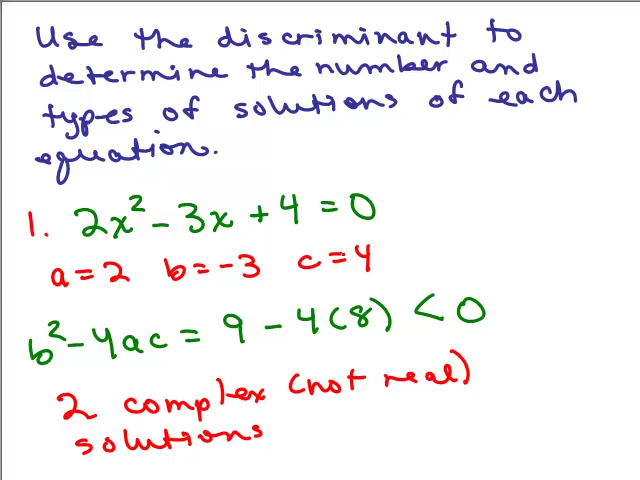 Use the discriminant to
determine the number and
types of solutions of each
equation.
1. 2x² - 3x + 4 = 0
a = 2 b = -3 c = 4
b² - 4ac = 9 - 4(8) < 0
2 complex (not real)
solutions